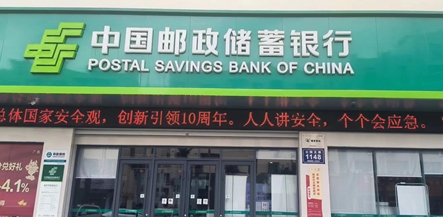 中国邮政储蓄银行
POSTAL SAVINGS BANK OF CHINA
总体国家安全观，创新引领10周年。人人讲安全，个个会应急。
1148
4.1%